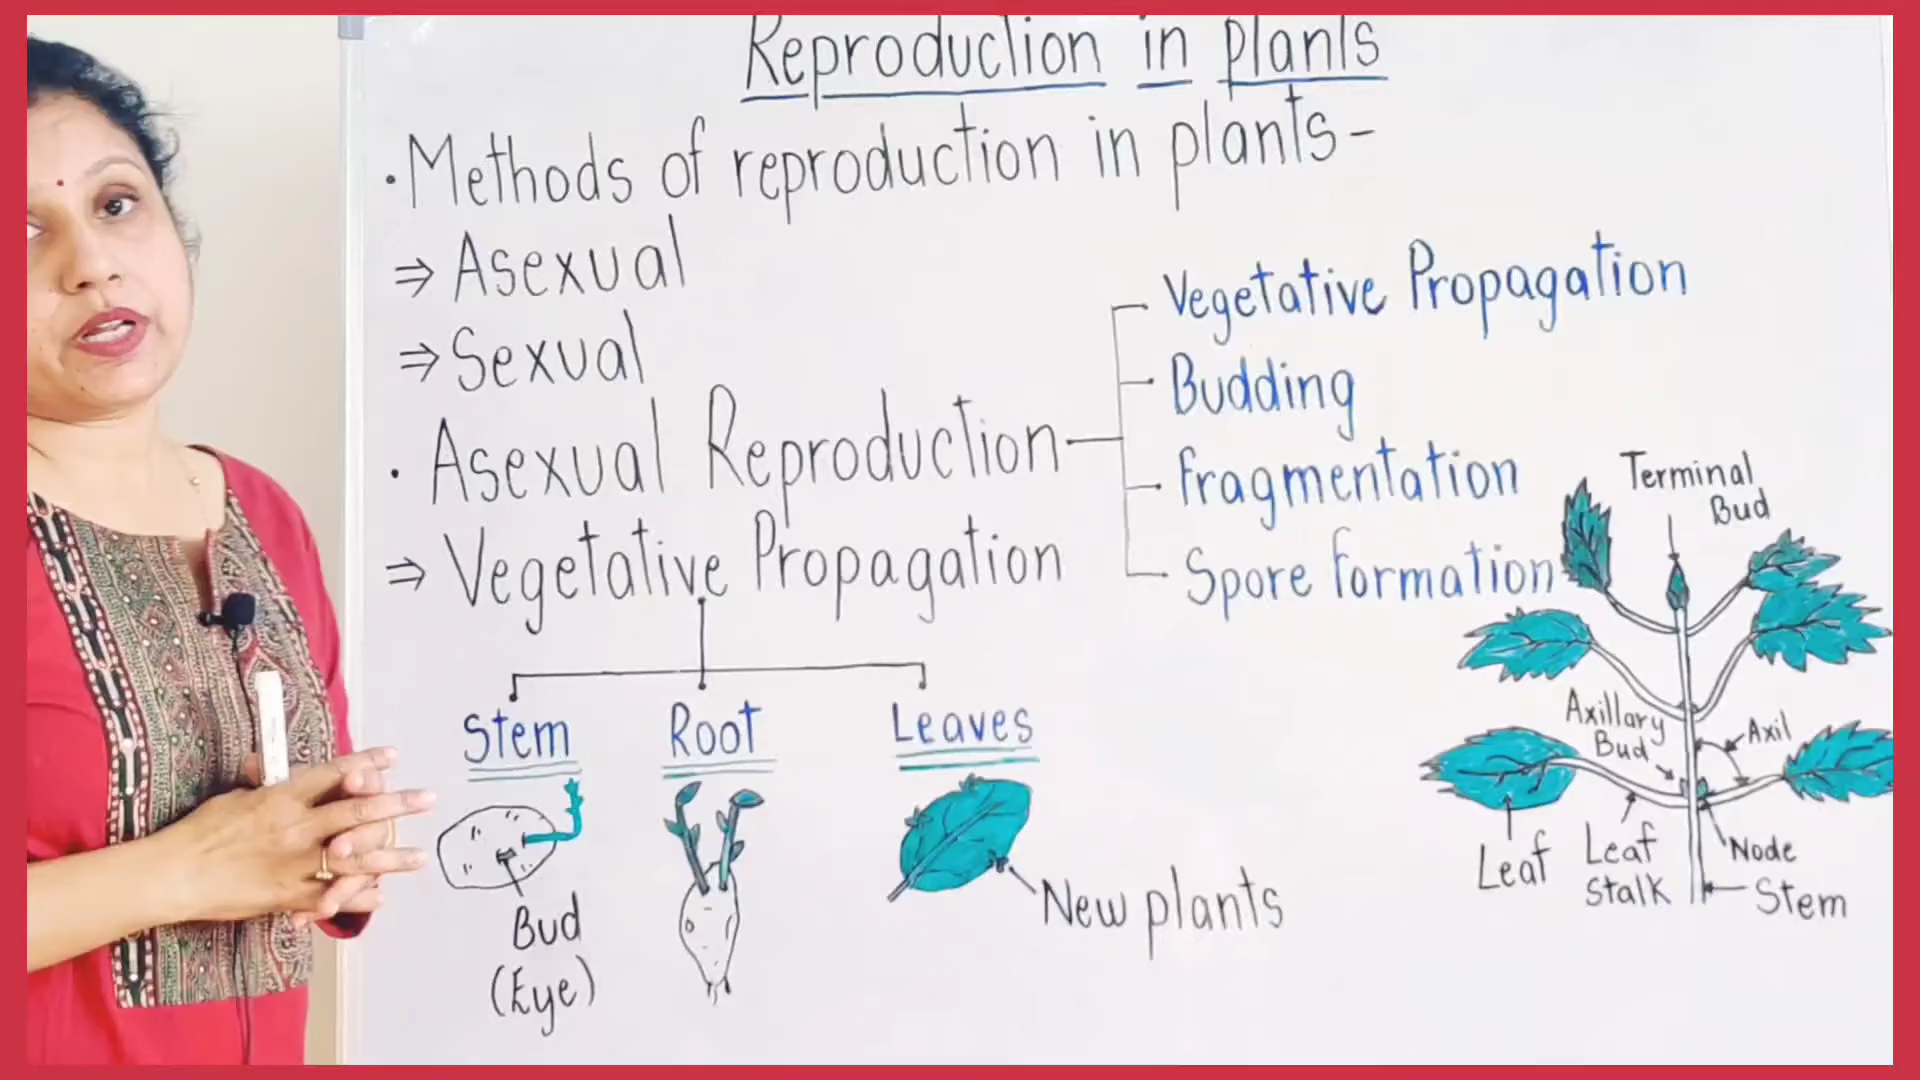 Reproduction in plants
· Methods of reproduction in plants -
⇒ Asexual
⇒ Sexual
· Asexual Reproduction
Vegetative Propagation
Budding
Fragmentation
Spore Formation
⇒ Vegetative Propagation
Stem
Root
Leaves
Bud
(Eye)
New plants
Terminal
Bud
Axillary
Bud
Axil
Leaf
Leaf
Stalk
Node
Stem